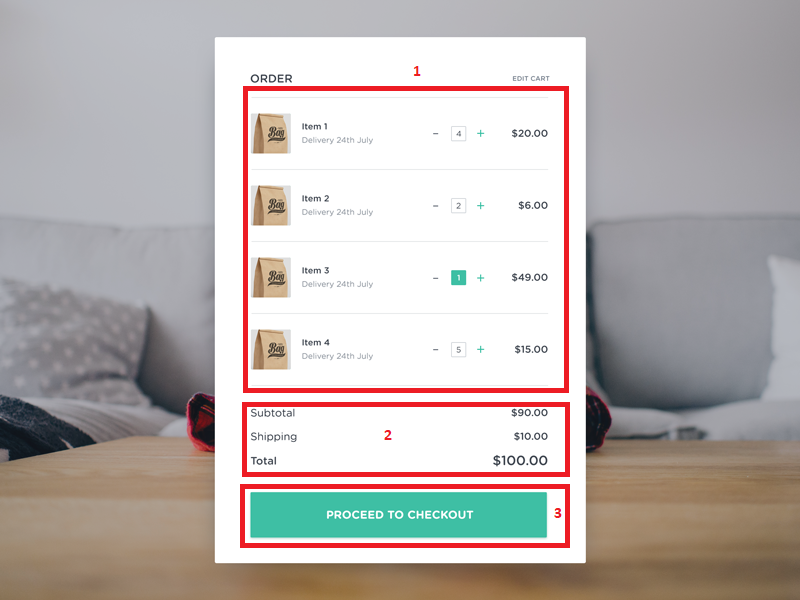 1
ORDER EDIT CART
Item 1
Delivery 24th July
Bag
− 4 + $20.00
Item 2
Delivery 24th July
Bag
− 2 + $6.00
Item 3
Delivery 24th July
Bag
− 1 + $49.00
Item 4
Delivery 24th July
Bag
− 5 + $15.00
Subtotal $90.00
Shipping $10.00
2
Total $100.00
PROCEED TO CHECKOUT
3